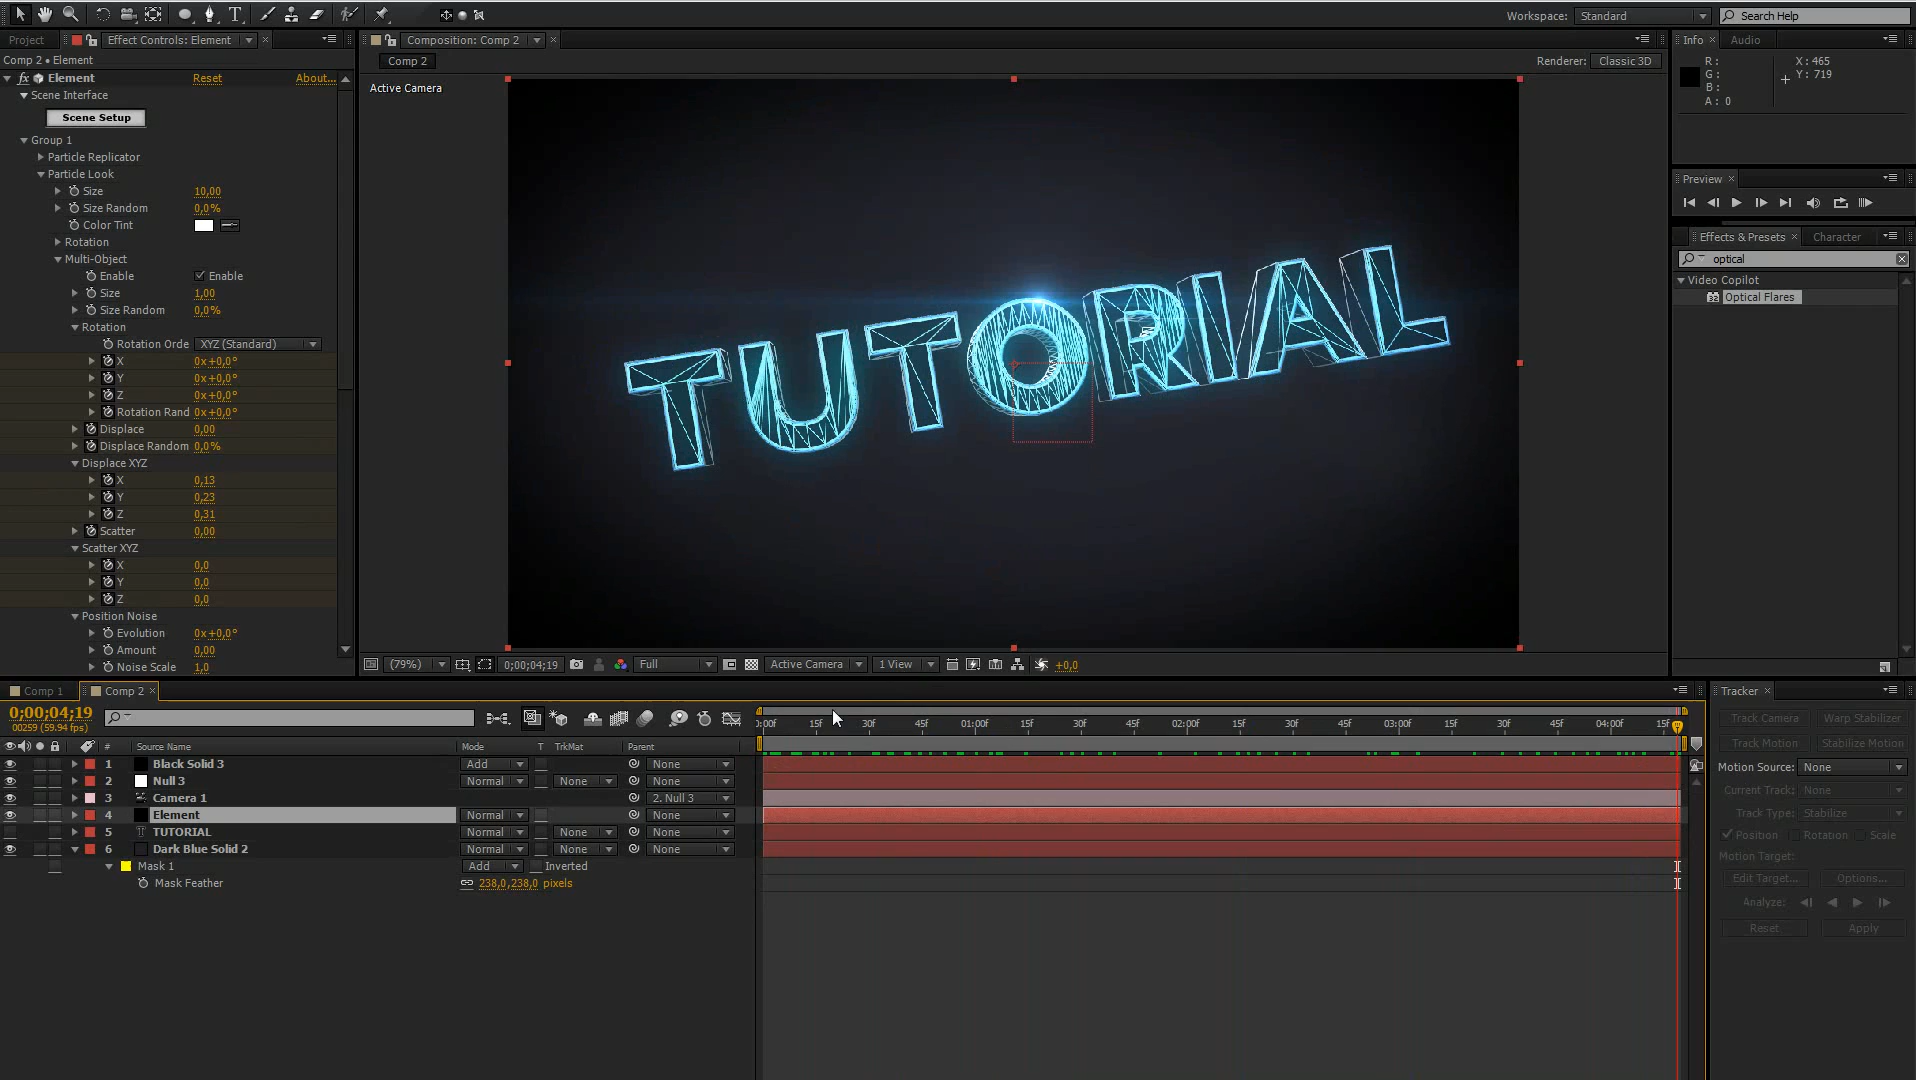 Workspace: Standard Search Help
Project Effect Controls: Element
Comp 2 • Element
fx Element Reset About...
Scene Interface
Scene Setup
Group 1
Particle Replicator
Particle Look
Size 10,00
Size Random 0,0%
Color Tint
Rotation
Multi-Object
Enable Enable
Size 1,00
Size Random 0,0%
Rotation
Rotation Orde XYZ (Standard)
X 0x+0,0°
Y 0x+0,0°
Z 0x+0,0°
Rotation Rand 0x+0,0°
Displace 0,00
Displace Random 0,0%
Displace XYZ
X 0,13
Y 0,23
Z 0,31
Scatter 0,00
Scatter XYZ
X 0,0
Y 0,0
Z 0,0
Position Noise
Evolution 0x+0,0°
Amount 0,00
Noise Scale 1,0
Composition: Comp 2
Comp 2
Renderer: Classic 3D
Active Camera
TUTORIAL
(79%) 0;00;04;19 Full Active Camera 1 View +0,0
Info Audio
R: X: 465
G: Y: 719
B:
A: 0
Preview
Effects & Presets Character
optical
Video Copilot
32 Optical Flares
Comp 1 Comp 2
0;00;04;19
00259 (59.94 fps)
0:00f 15f 30f 45f 01:00f 15f 30f 45f 02:00f 15f 30f 45f 03:00f 15f 30f 45f 04:00f 15f
# Source Name Mode T TrkMat Parent
1 Black Solid 3 Add None
2 Null 3 Normal None None
3 Camera 1 2. Null 3
4 Element Normal None
5 T TUTORIAL Normal None None
6 Dark Blue Solid 2 Normal None None
Mask 1 Add Inverted
Mask Feather 238,0,238,0 pixels
Tracker
Track Camera Warp Stabilizer
Track Motion Stabilize Motion
Motion Source: None
Current Track: None
Track Type: Stabilize
Position Rotation Scale
Motion Target:
Edit Target... Options...
Analyze:
Reset Apply